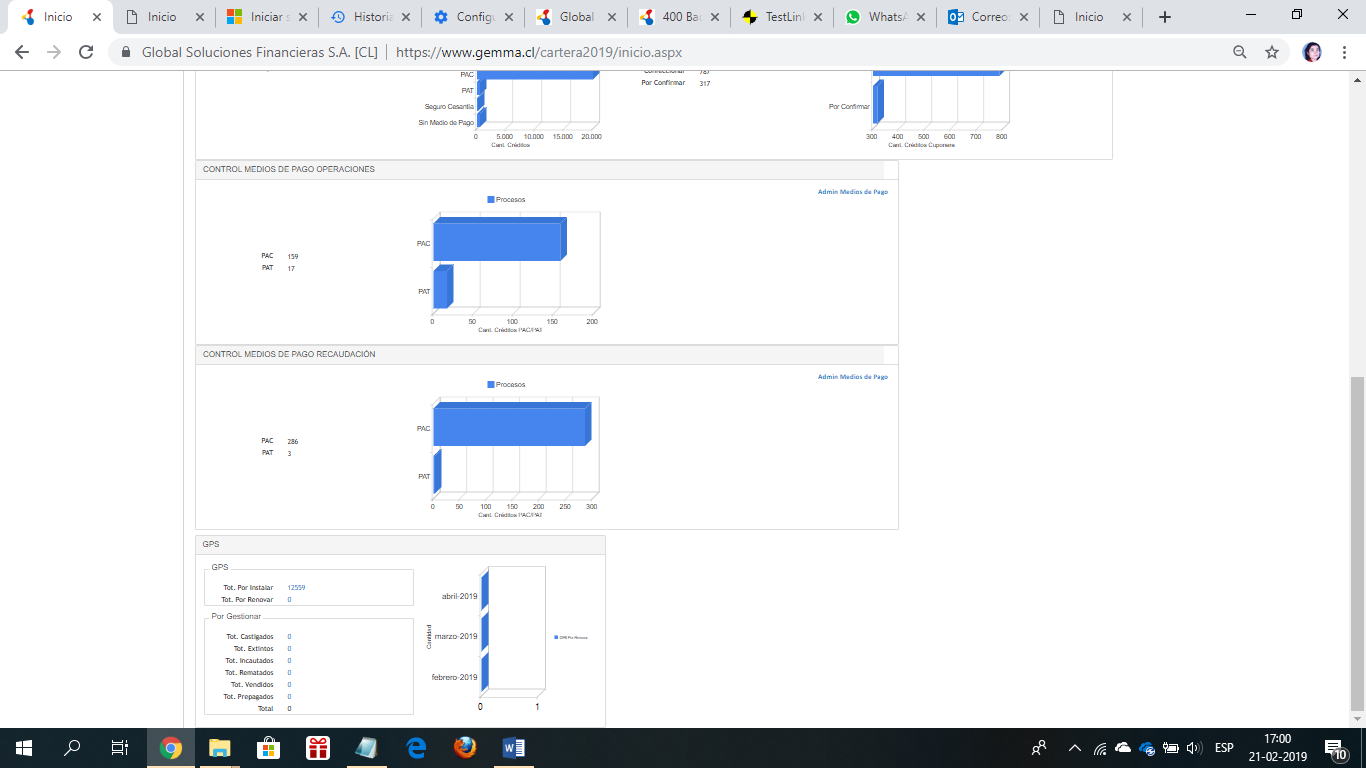 Inicio
Inicio
Iniciar s
Historia
Config
Global
400 Bad
TestLin
Whats
Correo:
Inicio
Global Soluciones Financieras S.A. [CL] | https://www.gemma.cl/cartera2019/inicio.aspx
PAC
PAT
Seguro Cesantía
Sin Medio de Pago
0 5.000 10.000 15.000 20.000
Cant. Créditos
Confeccionar 787
Por Confirmar 317
Por Confirmar
300 400 500 600 700 800
Cant. Créditos Cuponera
CONTROL MEDIOS DE PAGO OPERACIONES
Admin Medios de Pago
Procesos
PAC 159
PAT 17
PAC
PAT
0 50 100 150 200
Cant. Créditos PAC/PAT
CONTROL MEDIOS DE PAGO RECAUDACIÓN
Admin Medios de Pago
Procesos
PAC 286
PAT 3
PAC
PAT
0 50 100 150 200 250 300
Cant. Créditos PAC/PAT
GPS
GPS
Tot. Por Instalar 12559
Tot. Por Renovar 0
Por Gestionar
Tot. Castigados 0
Tot. Extintos 0
Tot. Incautados 0
Tot. Rematados 0
Tot. Vendidos 0
Tot. Prepagados 0
Total 0
Cantidad
abril-2019
marzo-2019
febrero-2019
0 1
GPS Por Renovar
ESP
17:00
21-02-2019
10